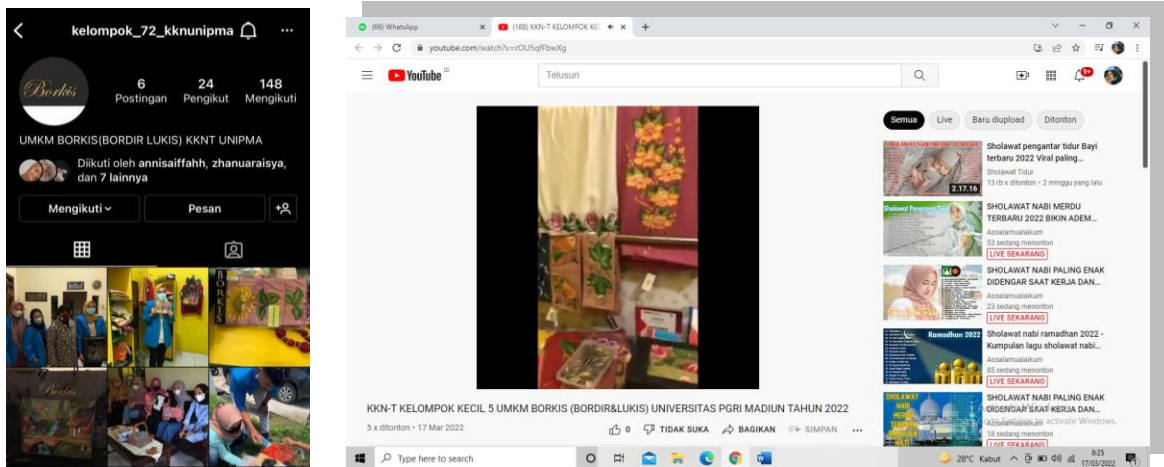 kelompok_72_kknunipma
Borkis
6 24 148
Postingan Pengikut Mengikuti
UMKM BORKIS(BORDIR LUKIS) KKNT UNIPMA
Diikuti oleh annisaiffahh, zhanuaraisya,
dan 7 lainnya
Mengikuti Pesan
BORKIS
Borkis
(66) WhatsApp
(188) KKN-T KELOMPOK KEC
youtube.com/watch?v=rOU5qfFbwXg
YouTube ID
Telusuri
9+
Semua Live Baru diupload Ditonton
2.17.16
Sholawat pengantar tidur Bayi
terbaru 2022 Viral paling...
Sholawat Tidur
13 rb x ditonton • 2 minggu yang lalu
SHOLAWAT NABI MERDU
TERBARU 2022 BIKIN ADEM...
Assalamualaikum
53 sedang menonton
LIVE SEKARANG
SHOLAWAT NABI PALING ENAK
DIDENGAR SAAT KERJA DAN...
Assalamualaikum
23 sedang menonton
LIVE SEKARANG
Ramadhan 2022
Sholawat nabi ramadhan 2022 -
Kumpulan lagu sholawat nabi...
Assalamualaikum
85 sedang menonton
LIVE SEKARANG
SHOLAWAT NABI PALING ENAK
DIDENGAR SAAT KERJA DAN...
Assalamualaikum
18 sedang menonton
LIVE SEKARANG
KKN-T KELOMPOK KECIL 5 UMKM BORKIS (BORDIR&LUKIS) UNIVERSITAS PGRI MADIUN TAHUN 2022
5 x ditonton • 17 Mar 2022
0 TIDAK SUKA BAGIKAN SIMPAN
Type here to search
28°C Kabut
8:25
17/03/2022